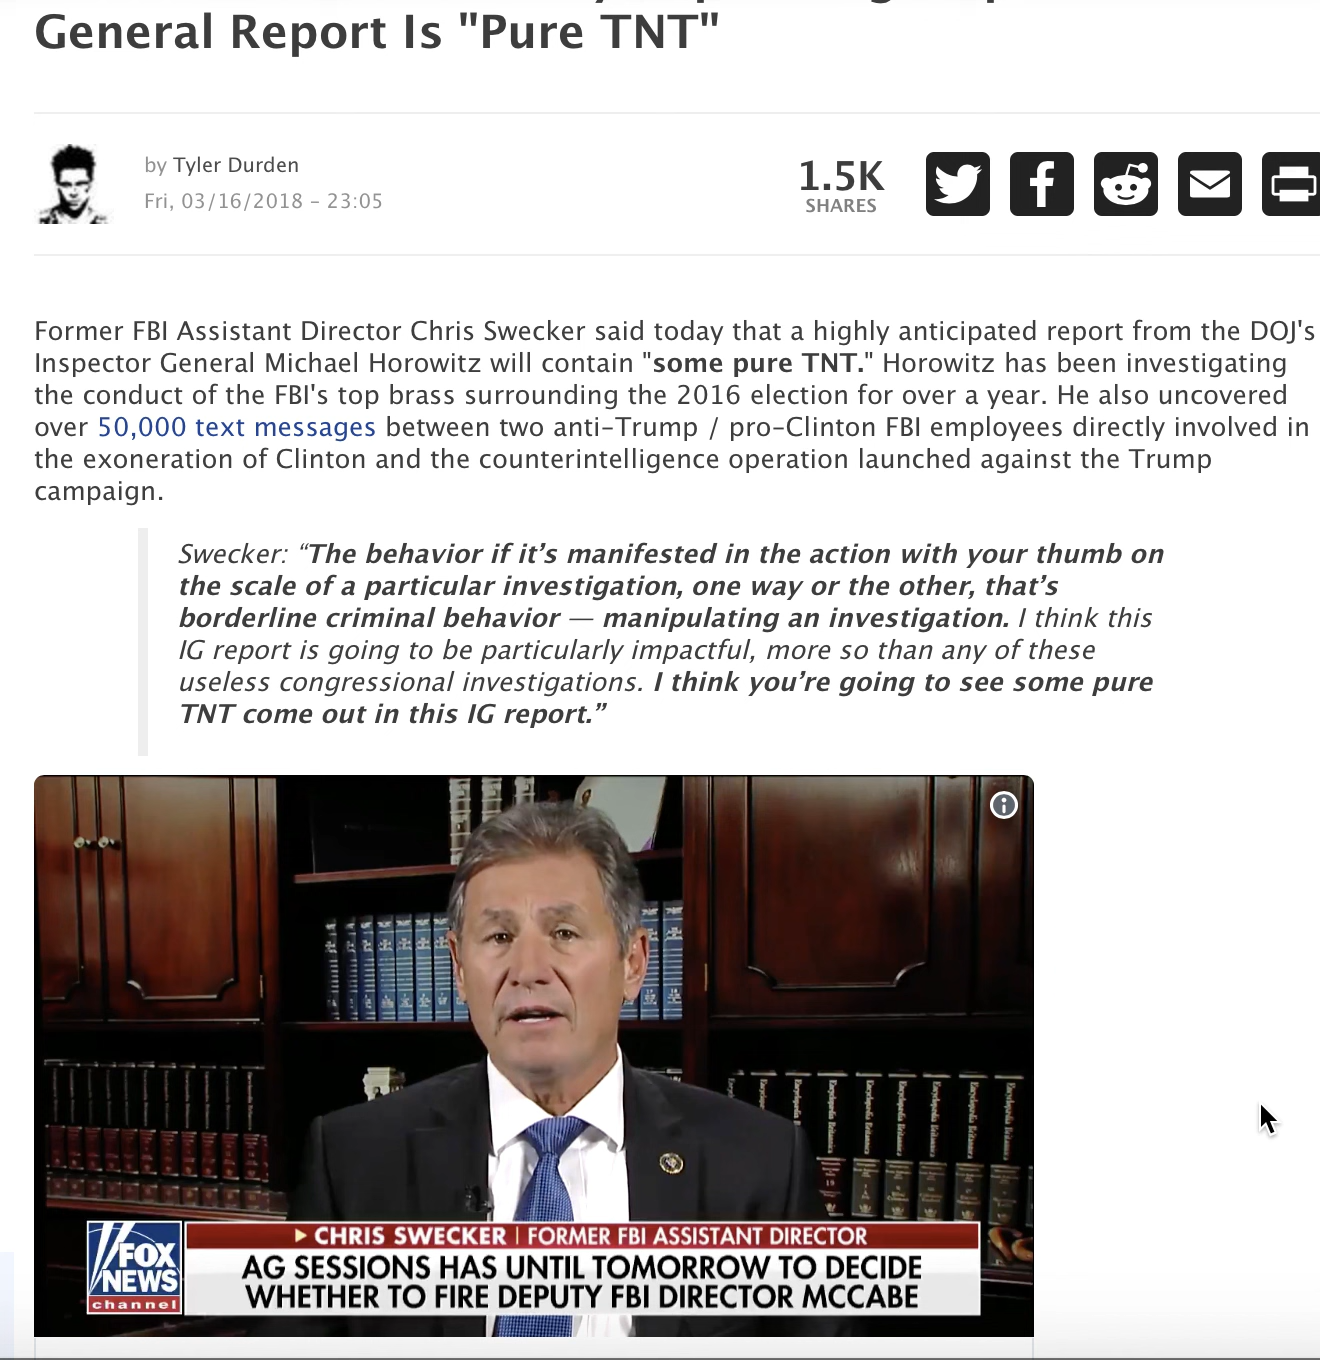 General Report Is "Pure TNT"
by Tyler Durden
Fri, 03/16/2018 - 23:05
1.5K
SHARES
Former FBI Assistant Director Chris Swecker said today that a highly anticipated report from the DOJ's
Inspector General Michael Horowitz will contain "some pure TNT." Horowitz has been investigating
the conduct of the FBI's top brass surrounding the 2016 election for over a year. He also uncovered
over 50,000 text messages between two anti-Trump / pro-Clinton FBI employees directly involved in
the exoneration of Clinton and the counterintelligence operation launched against the Trump
campaign.
Swecker: “The behavior if it’s manifested in the action with your thumb on
the scale of a particular investigation, one way or the other, that’s
borderline criminal behavior — manipulating an investigation. I think this
IG report is going to be particularly impactful, more so than any of these
useless congressional investigations. I think you’re going to see some pure
TNT come out in this IG report.”
CHRIS SWECKER | FORMER FBI ASSISTANT DIRECTOR
FOX
NEWS
channel
AG SESSIONS HAS UNTIL TOMORROW TO DECIDE
WHETHER TO FIRE DEPUTY FBI DIRECTOR MCCABE